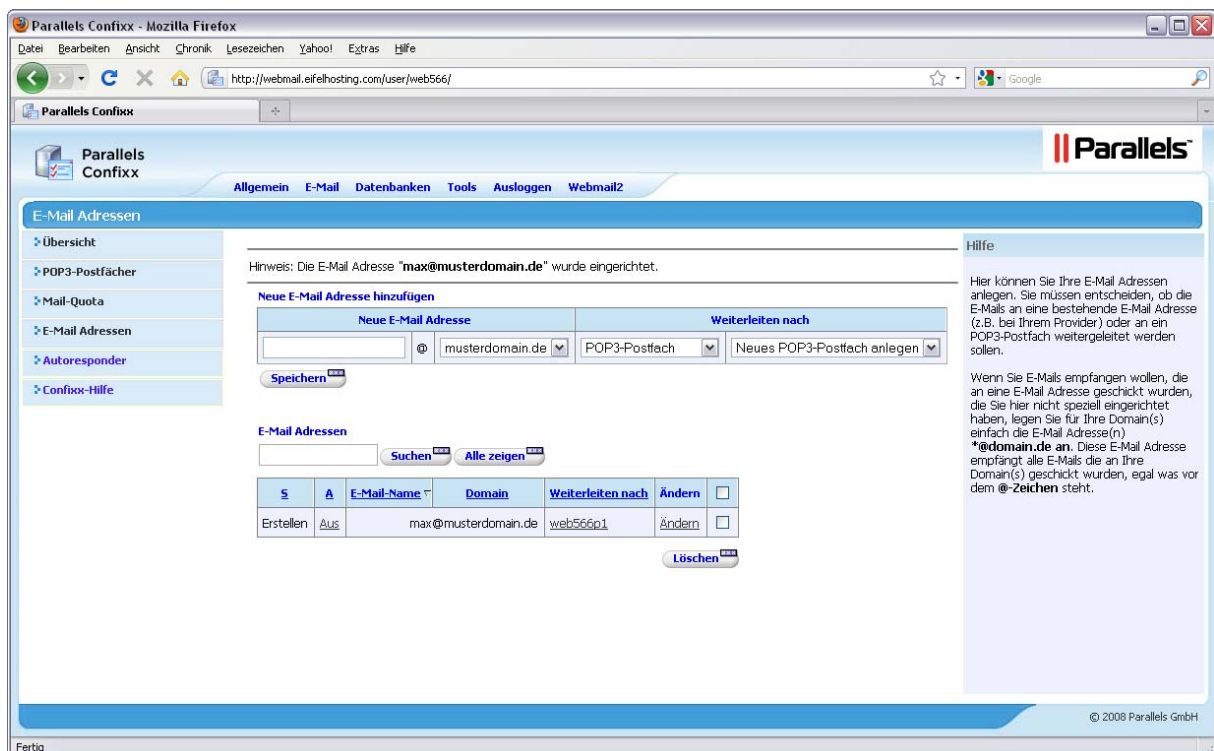 Parallels Confixx - Mozilla Firefox
Datei Bearbeiten Ansicht Chronik Lesezeichen Yahoo! Extras Hilfe
http://webmail.eifelhosting.com/user/web566/
Google
Parallels Confixx
Parallels
Confixx
Parallels™
Allgemein E-Mail Datenbanken Tools Ausloggen Webmail2
E-Mail Adressen
Übersicht
POP3-Postfächer
Mail-Quota
E-Mail Adressen
Autoresponder
Confixx-Hilfe
Hinweis: Die E-Mail Adresse "max@musterdomain.de" wurde eingerichtet.
Neue E-Mail Adresse hinzufügen
Neue E-Mail Adresse Weiterleiten nach
@ musterdomain.de POP3-Postfach Neues POP3-Postfach anlegen
Speichern
E-Mail Adressen
Suchen Alle zeigen
S A E-Mail-Name Domain Weiterleiten nach Ändern
Erstellen Aus max@musterdomain.de web566p1 Ändern
Löschen
Hilfe
Hier können Sie Ihre E-Mail Adressen
anlegen. Sie müssen entscheiden, ob die
E-Mails an eine bestehende E-Mail Adresse
(z.B. bei Ihrem Provider) oder an ein
POP3-Postfach weitergeleitet werden
sollen.
Wenn Sie E-Mails empfangen wollen, die
an eine E-Mail Adresse geschickt wurden,
die Sie hier nicht speziell eingerichtet
haben, legen Sie für Ihre Domain(s)
einfach die E-Mail Adresse(n)
*@domain.de an. Diese E-Mail Adresse
empfängt alle E-Mails die an Ihre
Domain(s) geschickt wurden, egal was vor
dem @-Zeichen steht.
© 2008 Parallels GmbH
Fertig